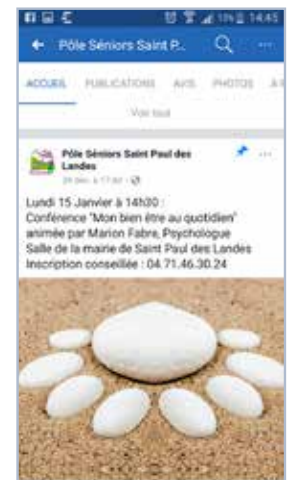 14:45
Pôle Séniors Saint P..
ACCUEIL PUBLICATIONS AVIS PHOTOS
Voir tout
Pôle Séniors Saint Paul des
Landes
Lundi 15 Janvier à 14h30 :
Conférence "Mon bien être au quotidien"
animée par Marion Fabre, Psychologue
Salle de la mairie de Saint Paul des Landes
Inscription conseillée : 04.71.46.30.24